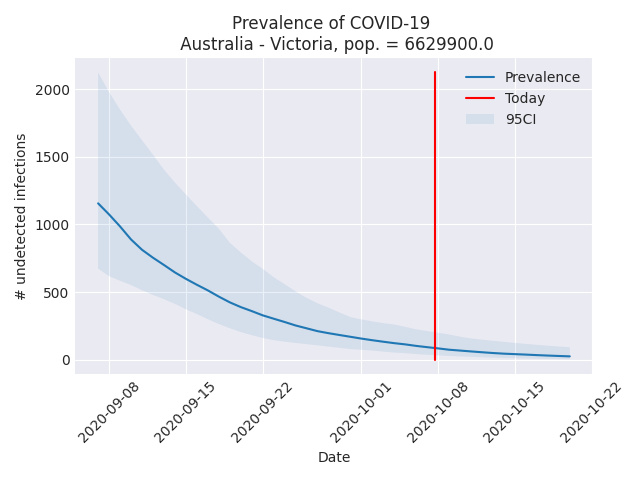 Prevalence of COVID-19
Australia - Victoria, pop. = 6629900.0
Prevalence
Today
95CI
# undetected infections
2000
1500
1000
500
0
2020-09-08
2020-09-15
2020-09-22
2020-10-01
2020-10-08
2020-10-15
2020-10-22
Date